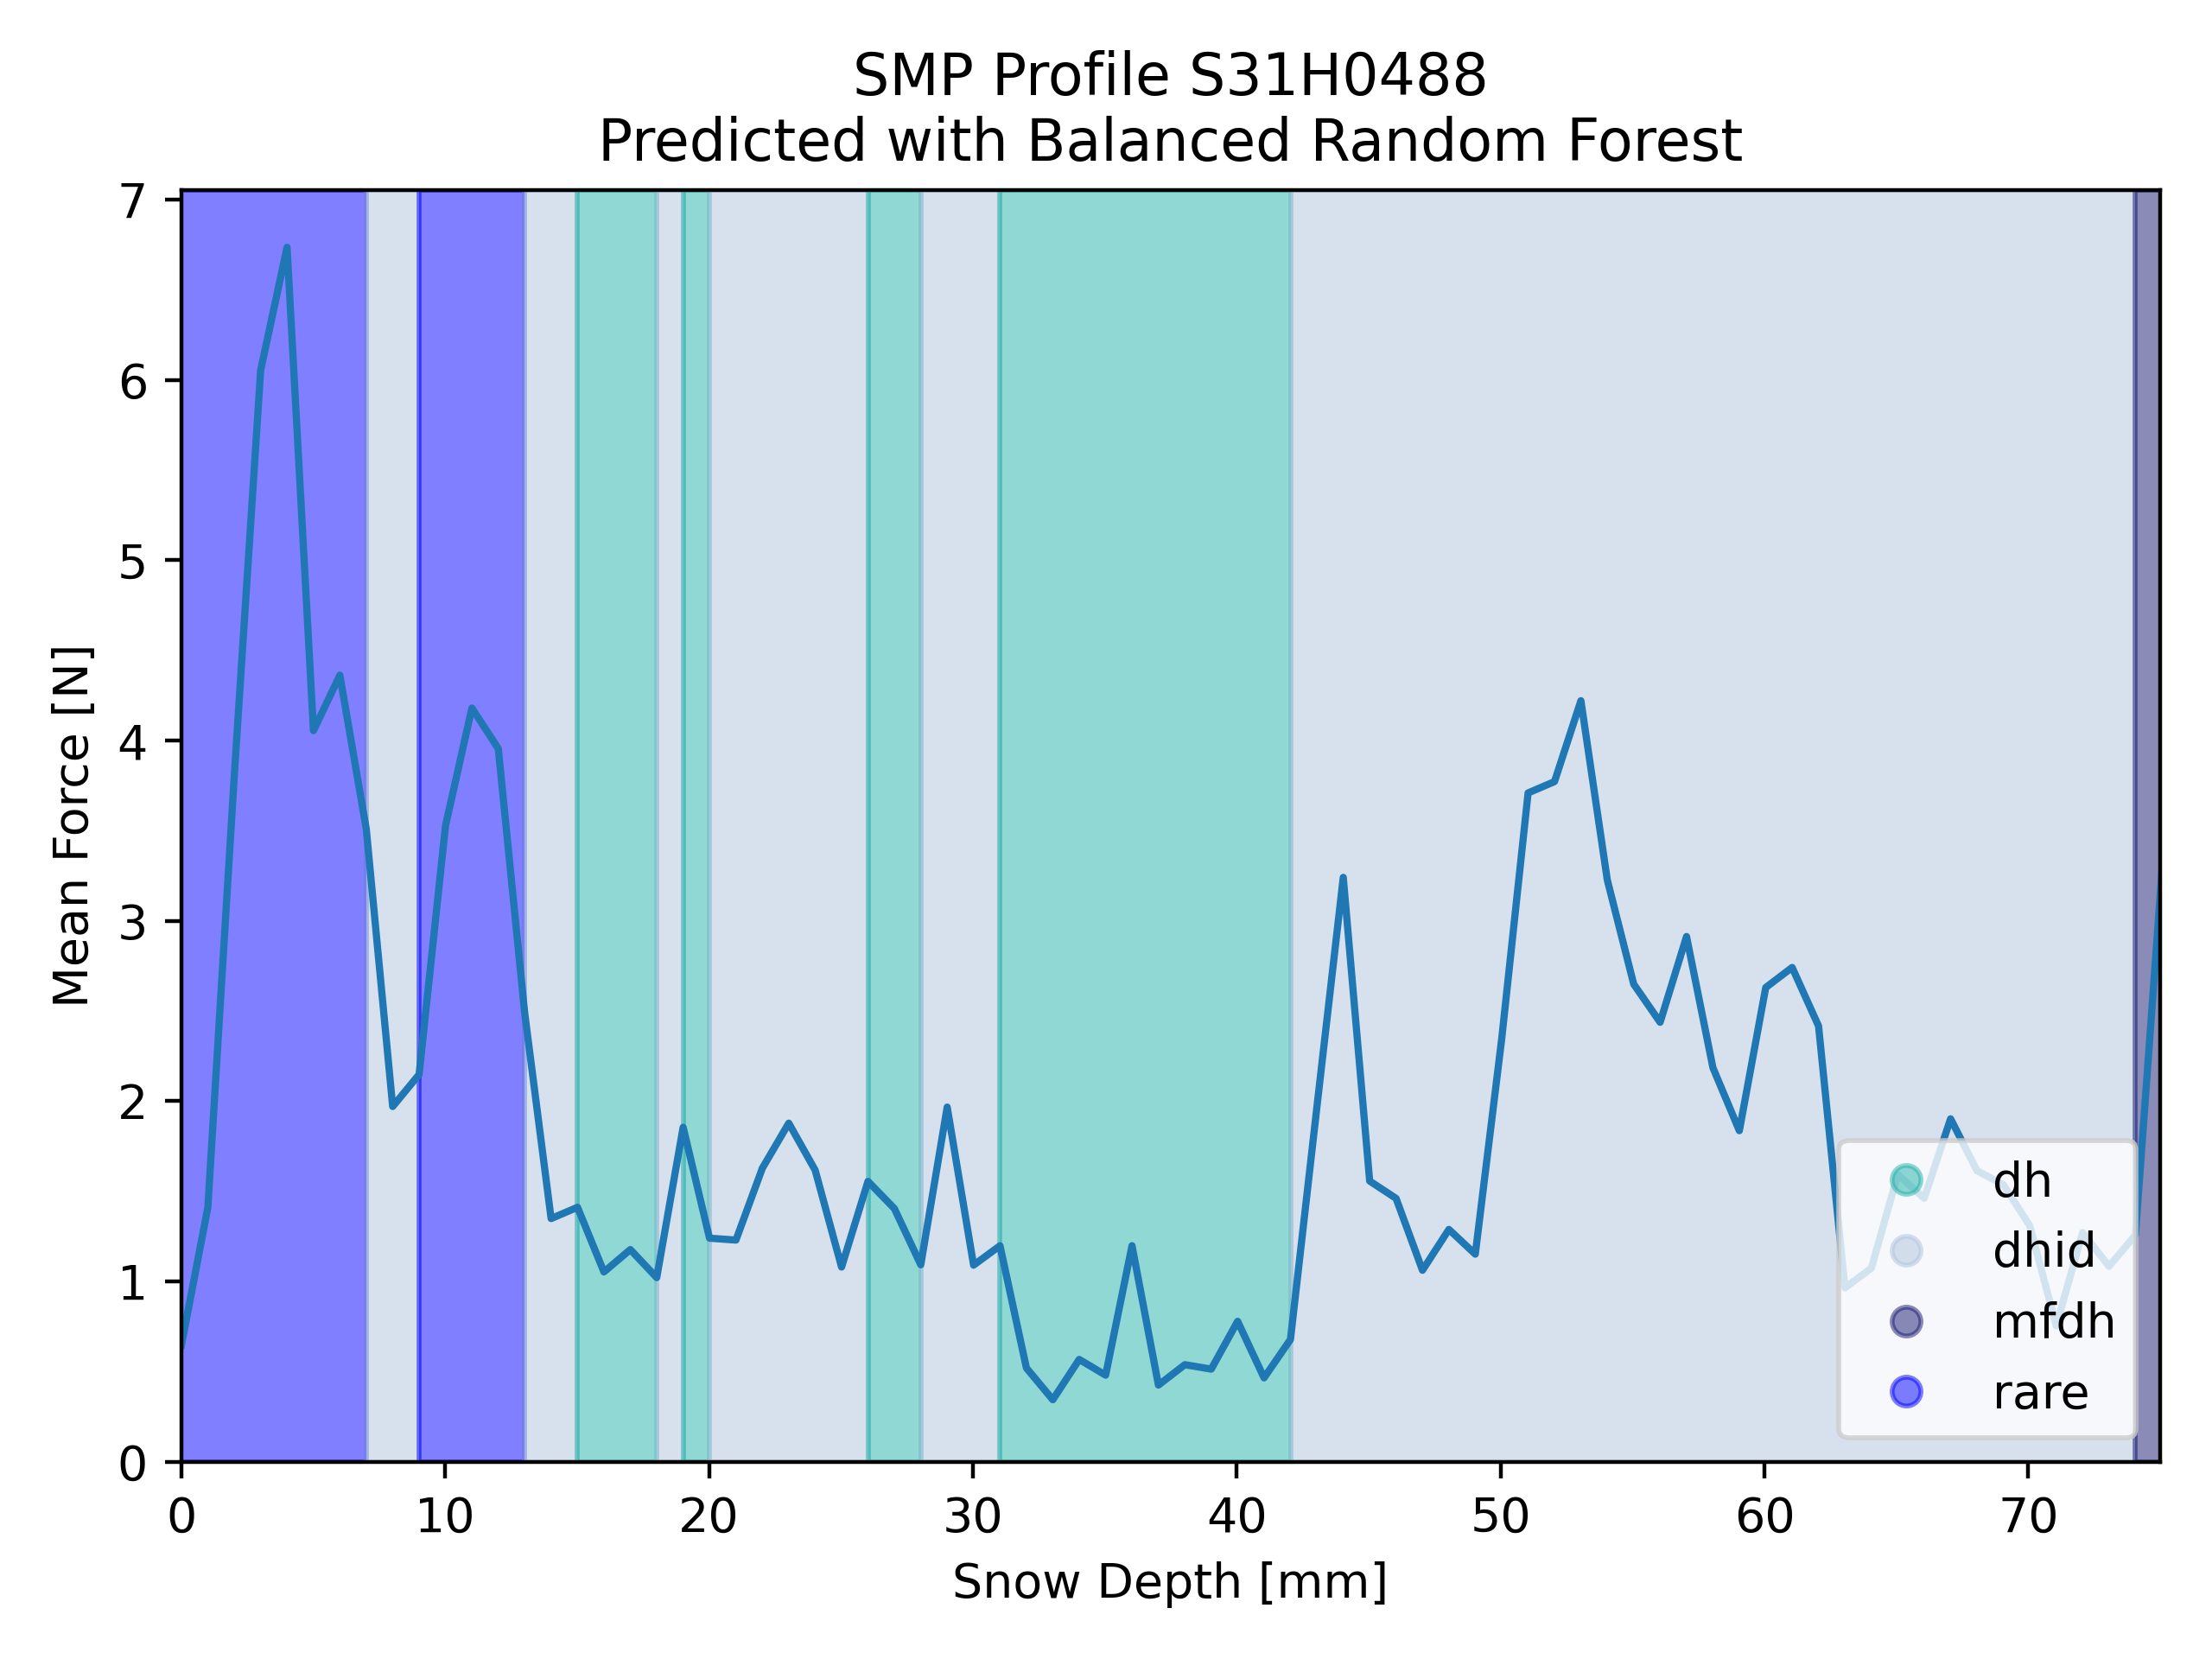 SMP Profile S31H0488
Predicted with Balanced Random Forest
7
6
5
4
3
2
1
0
Mean Force [N]
dh
dhid
mfdh
rare
0 10 20 30 40 50 60 70
Snow Depth [mm]